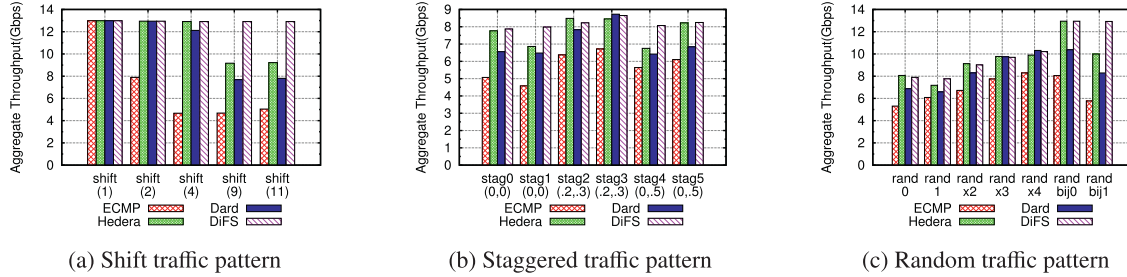 Aggregate Throughput(Gbps)
14
12
10
8
6
4
2
0
shift (1)
shift (2)
shift (4)
shift (9)
shift (11)
ECMP
Hedera
Dard
DiFS
(a) Shift traffic pattern
Aggregate Throughput(Gbps)
9
8
7
6
5
4
3
2
1
0
stag0 (0,0)
stag1 (0,0)
stag2 (.2,.3)
stag3 (.2,.3)
stag4 (0,.5)
stag5 (0,.5)
ECMP
Hedera
Dard
DiFS
(b) Staggered traffic pattern
Aggregate Throughput(Gbps)
14
12
10
8
6
4
2
0
rand 0
rand 1
rand x2
rand x3
rand x4
rand bij0
rand bij1
ECMP
Hedera
Dard
DiFS
(c) Random traffic pattern